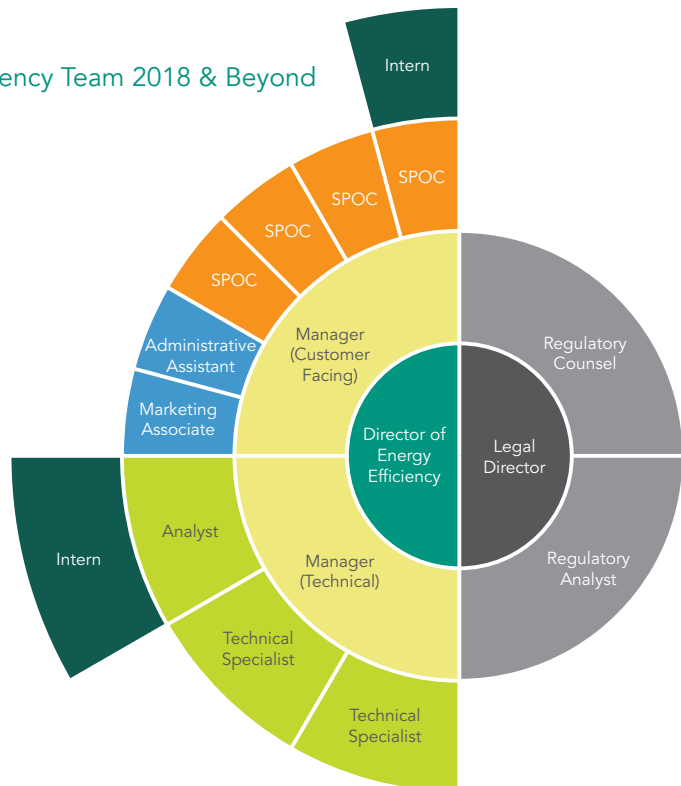 ency Team 2018 & Beyond
Intern
SPOC
SPOC
SPOC
SPOC
Administrative
Assistant
Marketing
Associate
Manager
(Customer
Facing)
Regulatory
Counsel
Director of
Energy
Efficiency
Legal
Director
Analyst
Intern
Manager
(Technical)
Regulatory
Analyst
Technical
Specialist
Technical
Specialist